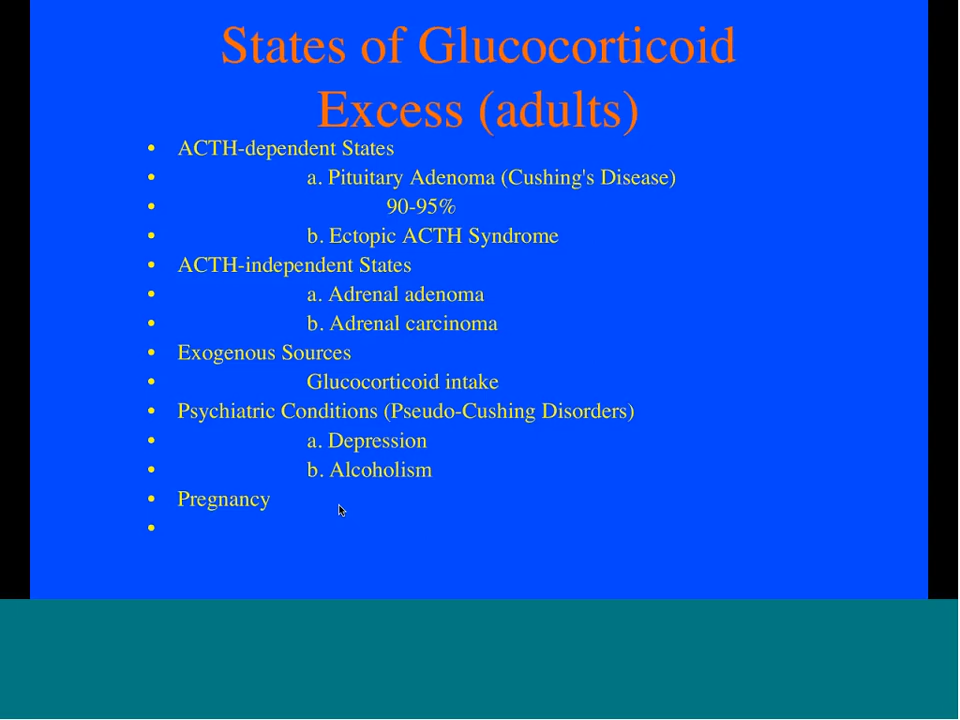 States of Glucocorticoid
Excess (adults)
• ACTH-dependent States
• a. Pituitary Adenoma (Cushing's Disease)
• 90-95%
• b. Ectopic ACTH Syndrome
• ACTH-independent States
• a. Adrenal adenoma
• b. Adrenal carcinoma
• Exogenous Sources
• Glucocorticoid intake
• Psychiatric Conditions (Pseudo-Cushing Disorders)
• a. Depression
• b. Alcoholism
• Pregnancy
•